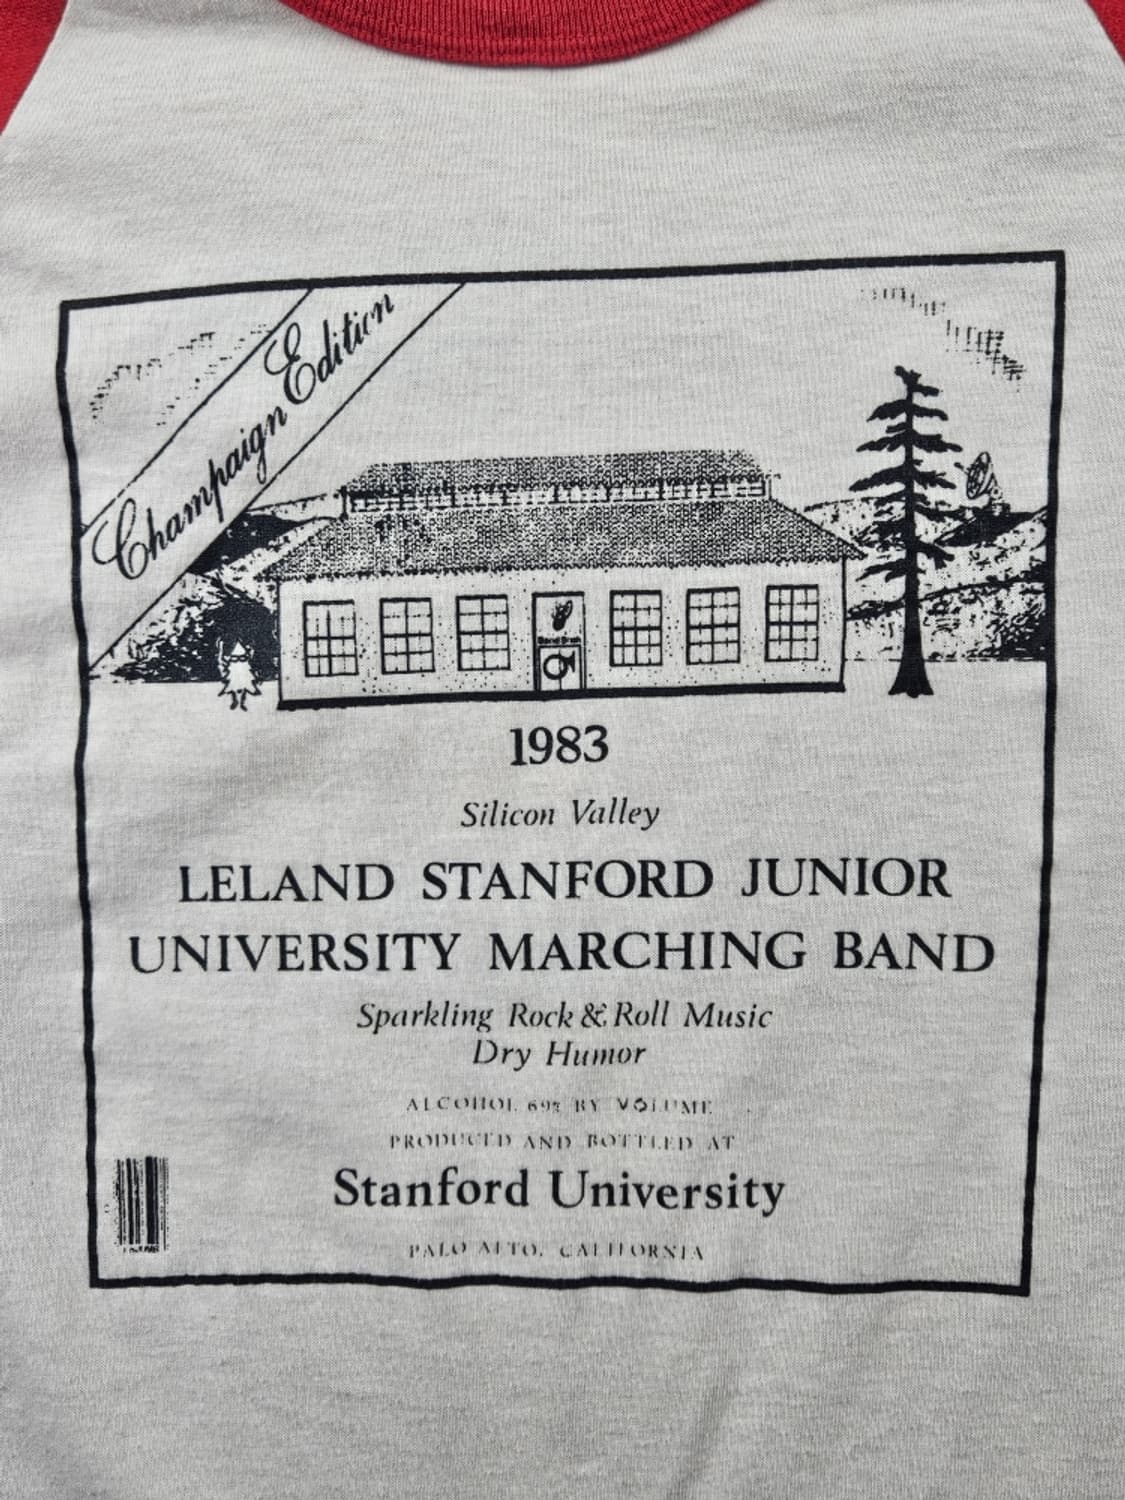 Champaign Edition
1983
Silicon Valley
LELAND STANFORD JUNIOR
UNIVERSITY MARCHING BAND
Sparkling Rock & Roll Music
Dry Humor
ALCOHOL 69% BY VOLUME
PRODUCED AND BOTTLED AT
Stanford University
PALO ALTO, CALIFORNIA